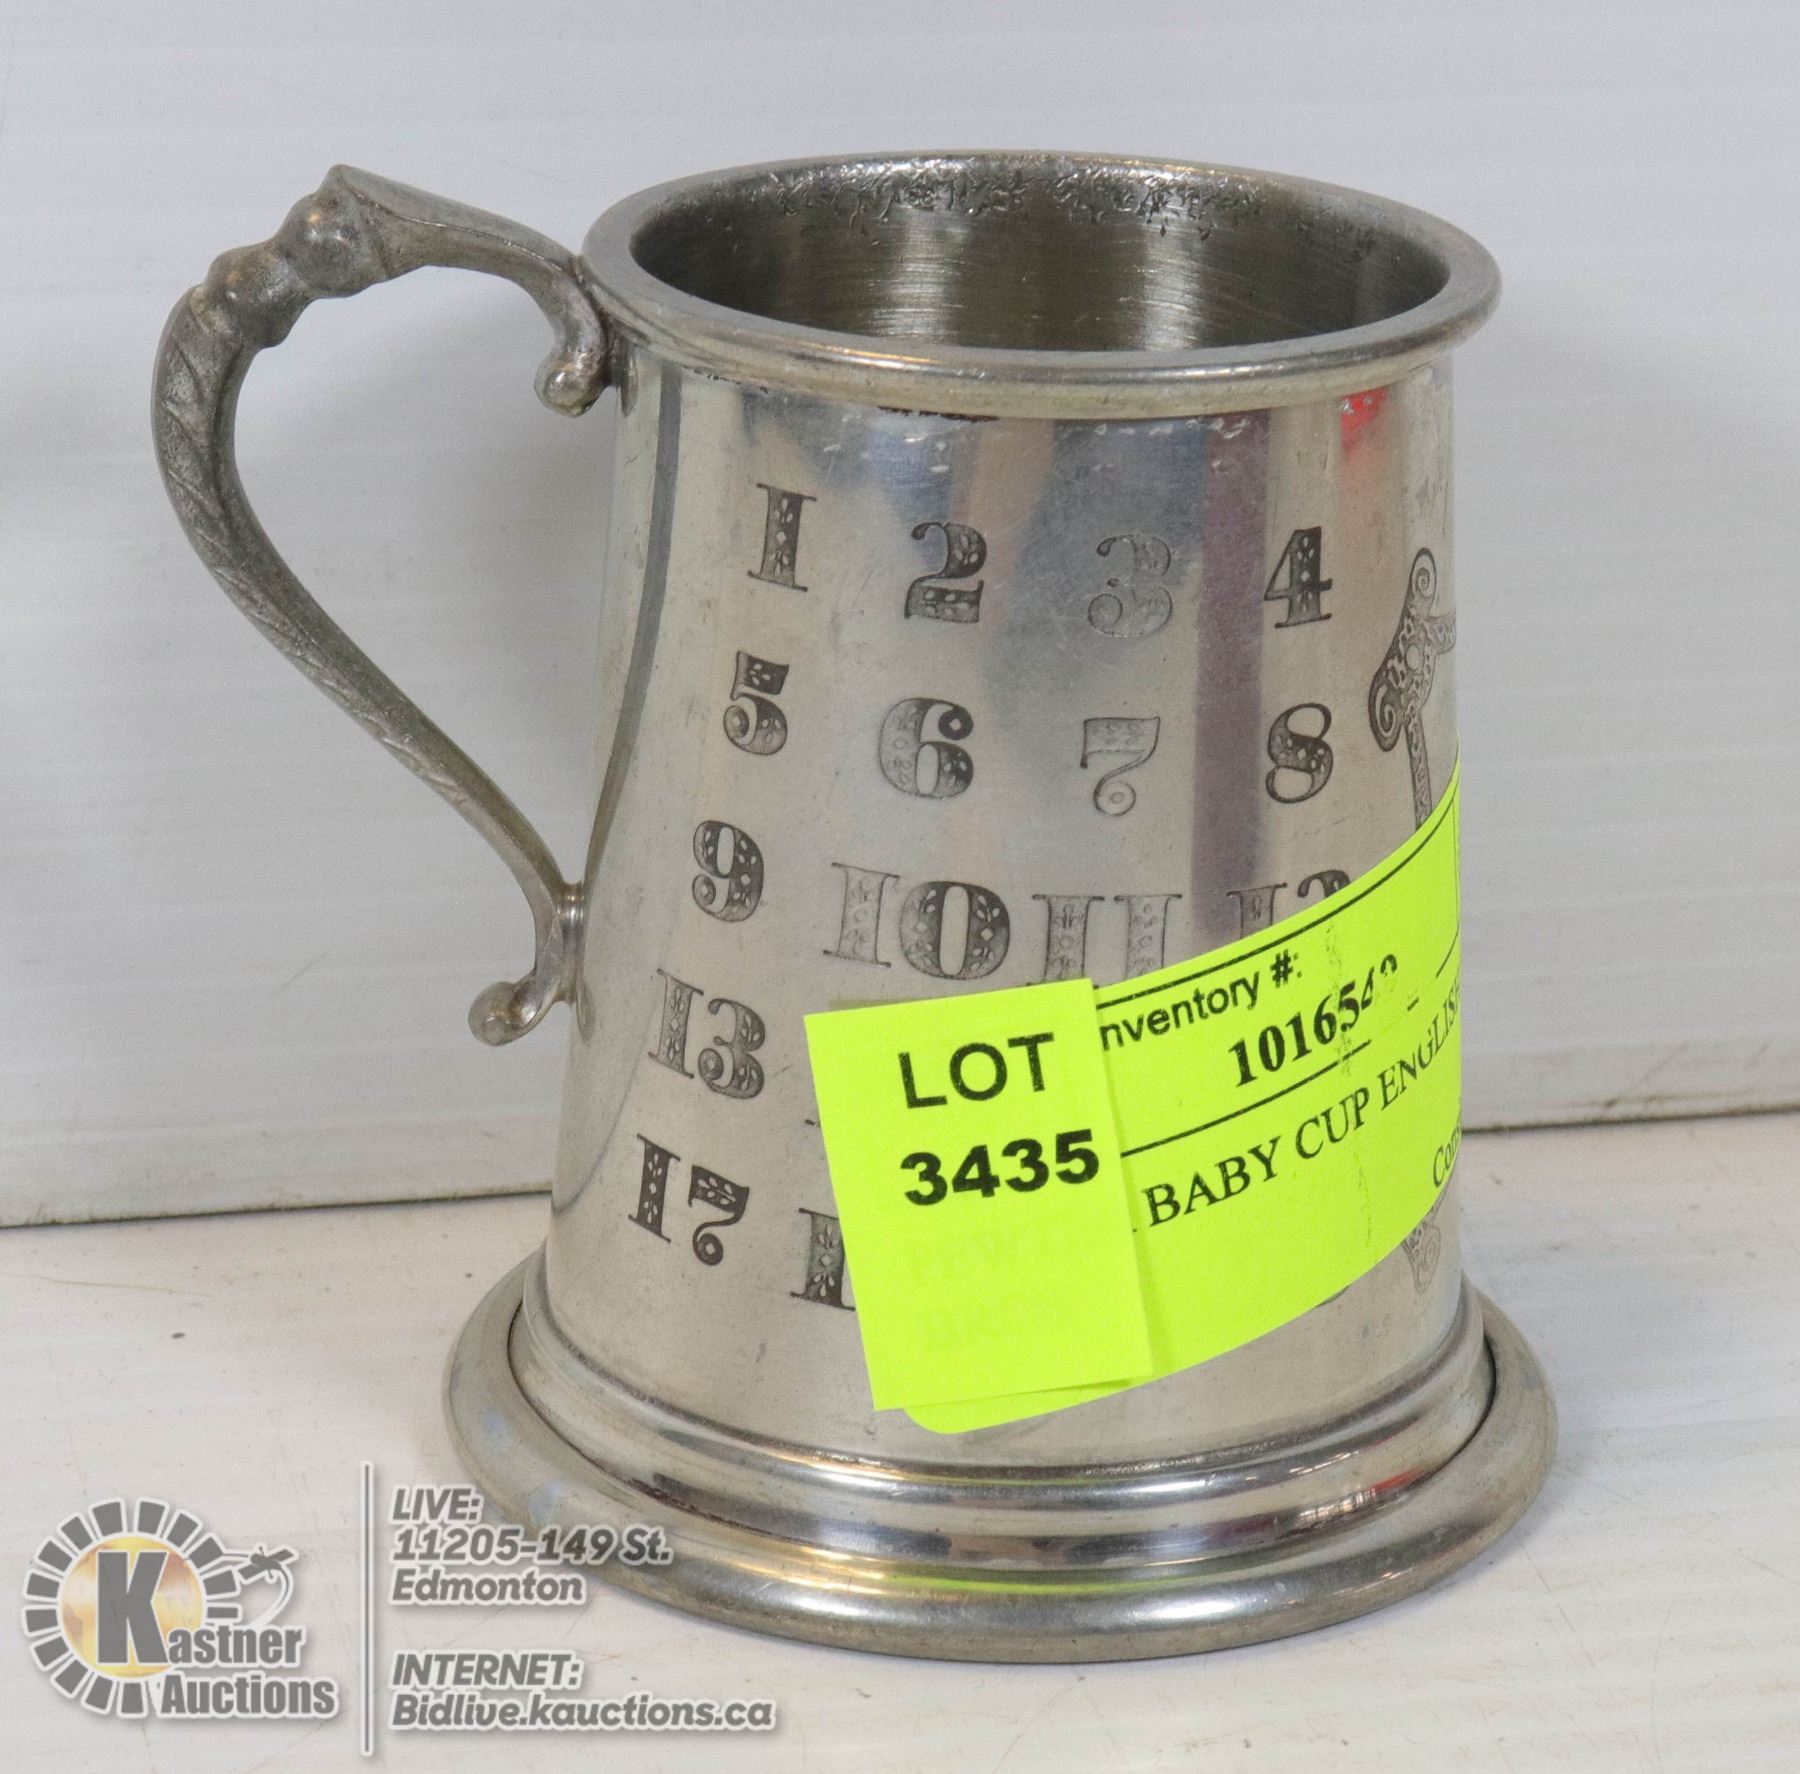 1 2 3 4
5 6 7 8
9 10 11 12
13
17
LOT
3435
Inventory #:
BABY CUP ENGLISH
Kastner
Auctions
LIVE:
11205-149 St.
Edmonton
INTERNET:
Bidlive.kauctions.ca